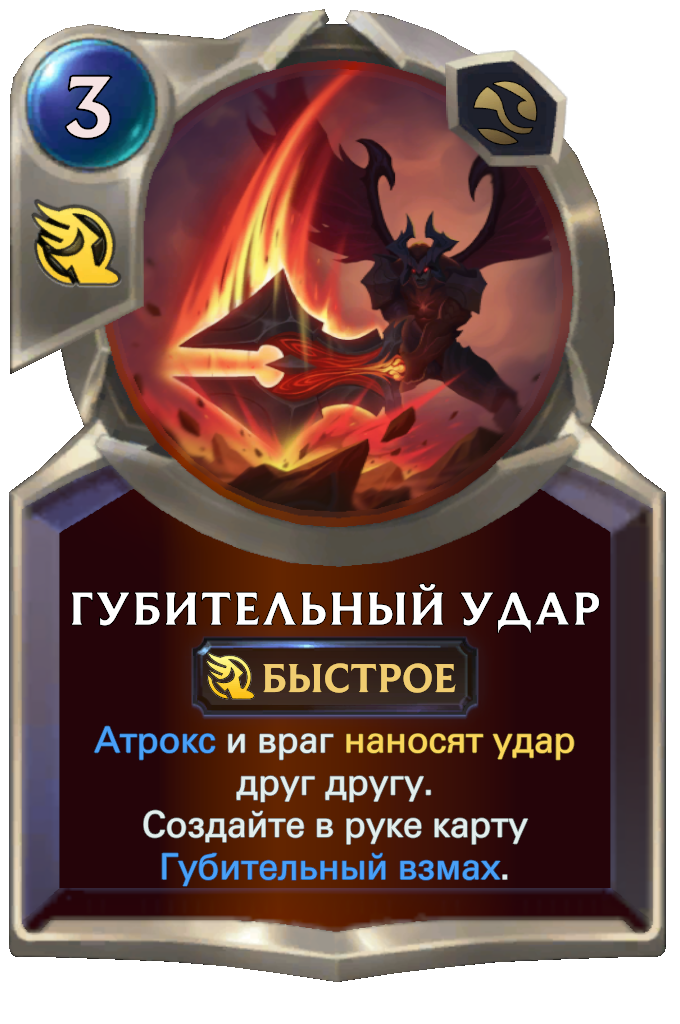 3
ГУБИТЕЛЬНЫЙ УДАР
БЫСТРОЕ
Атрокс и враг наносят удар
друг другу.
Создайте в руке карту
Губительный взмах.